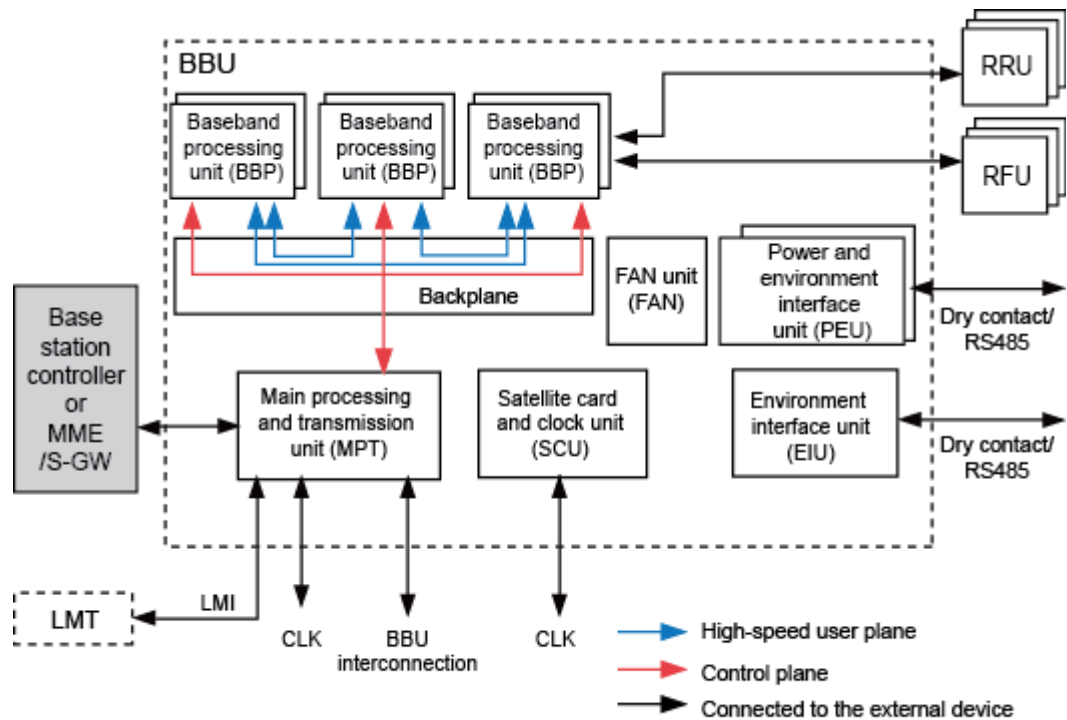 BBU
RRU
RFU
Baseband
processing
unit (BBP)
Baseband
processing
unit (BBP)
Baseband
processing
unit (BBP)
Backplane
FAN unit
(FAN)
Power and
environment
interface
unit (PEU)
Dry contact/
RS485
Base
station
controller
or
MME
/S-GW
Main processing
and transmission
unit (MPT)
Satellite card
and clock unit
(SCU)
Environment
interface unit
(EIU)
Dry contact/
RS485
LMT
LMI
CLK
BBU
interconnection
CLK
High-speed user plane
Control plane
Connected to the external device